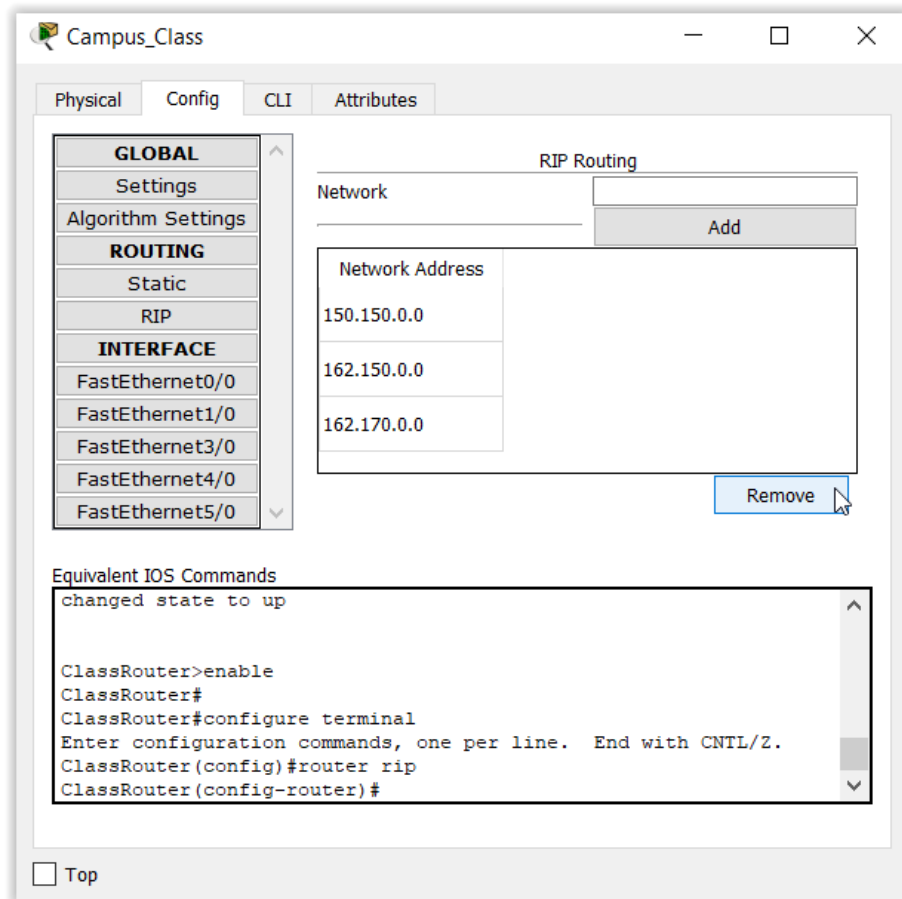 Campus_Class
Physical Config CLI Attributes
GLOBAL
Settings
Algorithm Settings
ROUTING
Static
RIP
INTERFACE
FastEthernet0/0
FastEthernet1/0
FastEthernet3/0
FastEthernet4/0
FastEthernet5/0
RIP Routing
Network
Add
Network Address
150.150.0.0
162.150.0.0
162.170.0.0
Remove
Equivalent IOS Commands
changed state to up
ClassRouter>enable
ClassRouter#
ClassRouter#configure terminal
Enter configuration commands, one per line.  End with CNTL/Z.
ClassRouter(config)#router rip
ClassRouter(config-router)#
Top